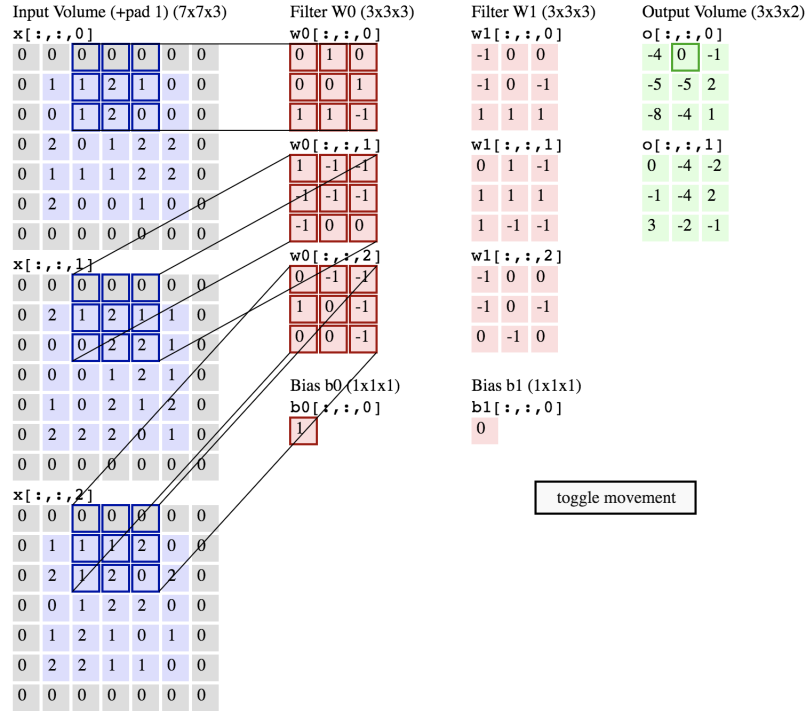 Input Volume (+pad 1) (7x7x3)
x[:,:,0]
0 0 0 0 0 0 0
0 1 1 2 1 0 0
0 0 1 2 0 0 0
0 2 0 1 2 2 0
0 1 1 1 2 2 0
0 2 0 0 1 0 0
0 0 0 0 0 0 0
x[:,:,1]
0 0 0 0 0 0 0
0 2 1 2 1 1 0
0 0 0 2 2 1 0
0 0 0 1 2 1 0
0 1 0 2 1 2 0
0 2 2 2 0 1 0
0 0 0 0 0 0 0
x[:,:,2]
0 0 0 0 0 0 0
0 1 1 1 2 0 0
0 2 1 2 0 2 0
0 0 1 2 2 0 0
0 1 2 1 0 1 0
0 2 2 1 1 0 0
0 0 0 0 0 0 0
Filter W0 (3x3x3)
w0[:,:,0]
0 1 0
0 0 1
1 1 -1
w0[:,:,1]
1 -1 -1
-1 -1 -1
-1 0 0
w0[:,:,2]
0 -1 -1
1 0 -1
0 0 -1
Bias b0 (1x1x1)
b0[:,:,0]
1
Filter W1 (3x3x3)
w1[:,:,0]
-1 0 0
-1 0 -1
1 1 1
w1[:,:,1]
0 1 -1
1 1 1
1 -1 -1
w1[:,:,2]
-1 0 0
-1 0 -1
0 -1 0
Bias b1 (1x1x1)
b1[:,:,0]
0
Output Volume (3x3x2)
o[:,:,0]
-4 0 -1
-5 -5 2
-8 -4 1
o[:,:,1]
0 -4 -2
-1 -4 2
3 -2 -1
toggle movement